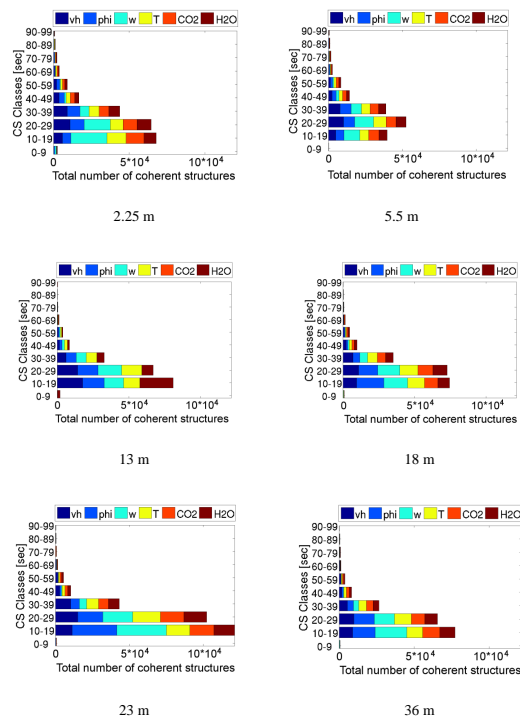 vh phi w T CO2 H2O
CS Classes [sec]
90-99
80-89
70-79
60-69
50-59
40-49
30-39
20-29
10-19
0-9
0 5*10^4 10*10^4
Total number of coherent structures
2.25 m
vh phi w T CO2 H2O
CS Classes [sec]
90-99
80-89
70-79
60-69
50-59
40-49
30-39
20-29
10-19
0-9
0 5*10^4 10*10^4
Total number of coherent structures
5.5 m
vh phi w T CO2 H2O
CS Classes [sec]
90-99
80-89
70-79
60-69
50-59
40-49
30-39
20-29
10-19
0-9
0 5*10^4 10*10^4
Total number of coherent structures
13 m
vh phi w T CO2 H2O
CS Classes [sec]
90-99
80-89
70-79
60-69
50-59
40-49
30-39
20-29
10-19
0-9
0 5*10^4 10*10^4
Total number of coherent structures
18 m
vh phi w T CO2 H2O
CS Classes [sec]
90-99
80-89
70-79
60-69
50-59
40-49
30-39
20-29
10-19
0-9
0 5*10^4 10*10^4
Total number of coherent structures
23 m
vh phi w T CO2 H2O
CS Classes [sec]
90-99
80-89
70-79
60-69
50-59
40-49
30-39
20-29
10-19
0-9
0 5*10^4 10*10^4
Total number of coherent structures
36 m